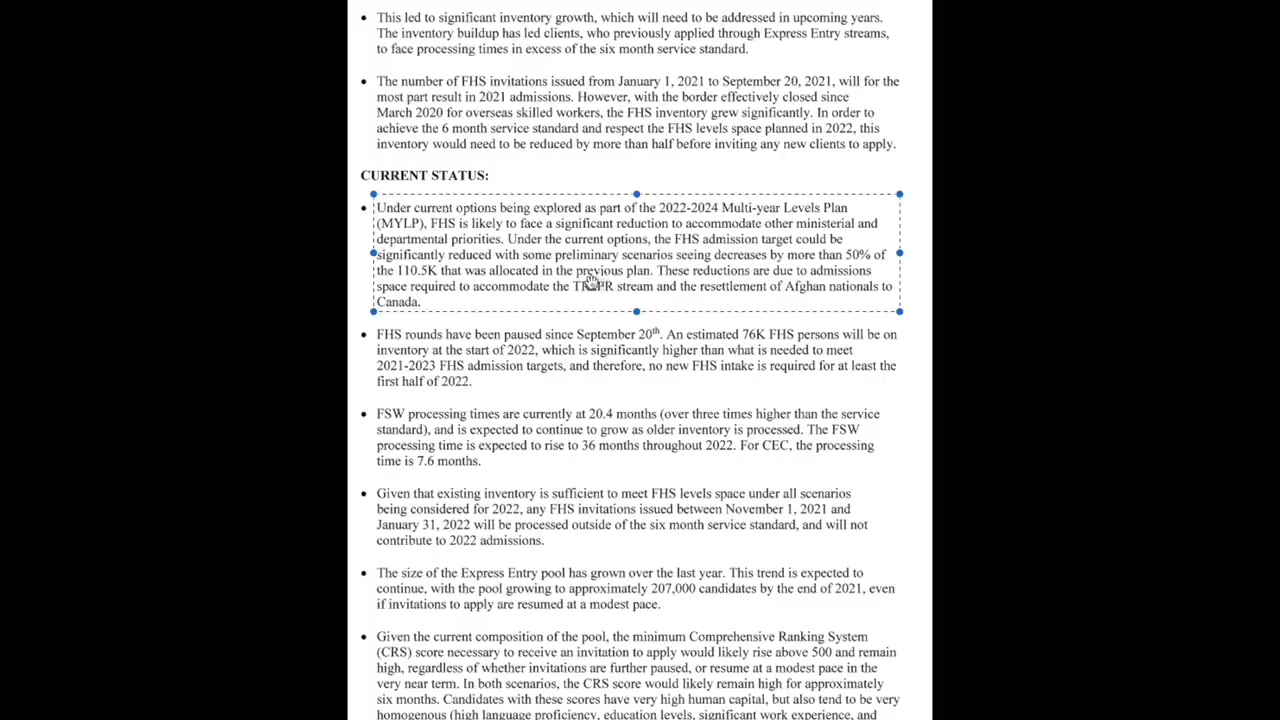 • This led to significant inventory growth, which will need to be addressed in upcoming years.
The inventory buildup has led clients, who previously applied through Express Entry streams,
to face processing times in excess of the six month service standard.
• The number of FHS invitations issued from January 1, 2021 to September 20, 2021, will for the
most part result in 2021 admissions. However, with the border effectively closed since
March 2020 for overseas skilled workers, the FHS inventory grew significantly. In order to
achieve the 6 month service standard and respect the FHS levels space planned in 2022, this
inventory would need to be reduced by more than half before inviting any new clients to apply.
CURRENT STATUS:
• Under current options being explored as part of the 2022-2024 Multi-year Levels Plan
(MYLP), FHS is likely to face a significant reduction to accommodate other ministerial and
departmental priorities. Under the current options, the FHS admission target could be
significantly reduced with some preliminary scenarios seeing decreases by more than 50% of
the 110.5K that was allocated in the previous plan. These reductions are due to admissions
space required to accommodate the stream and the resettlement of Afghan nationals to
Canada.
• FHS rounds have been paused since September 20th. An estimated 76K FHS persons will be on
inventory at the start of 2022, which is significantly higher than what is needed to meet
2021-2023 FHS admission targets, and therefore, no new FHS intake is required for at least the
first half of 2022.
• FSW processing times are currently at 20.4 months (over three times higher than the service
standard), and is expected to continue to grow as older inventory is processed. The FSW
processing time is expected to rise to 36 months throughout 2022. For CEC, the processing
time is 7.6 months.
• Given that existing inventory is sufficient to meet FHS levels space under all scenarios
being considered for 2022, any FHS invitations issued between November 1, 2021 and
January 31, 2022 will be processed outside of the six month service standard, and will not
contribute to 2022 admissions.
• The size of the Express Entry pool has grown over the last year. This trend is expected to
continue, with the pool growing to approximately 207,000 candidates by the end of 2021, even
if invitations to apply are resumed at a modest pace.
• Given the current composition of the pool, the minimum Comprehensive Ranking System
(CRS) score necessary to receive an invitation to apply would likely rise above 500 and remain
high, regardless of whether invitations are further paused, or resume at a modest pace in the
very near term. In both scenarios, the CRS score would likely remain high for approximately
six months. Candidates with these scores have very high human capital, but also tend to be very
homogenous (high language proficiency, education levels, significant work experience, and